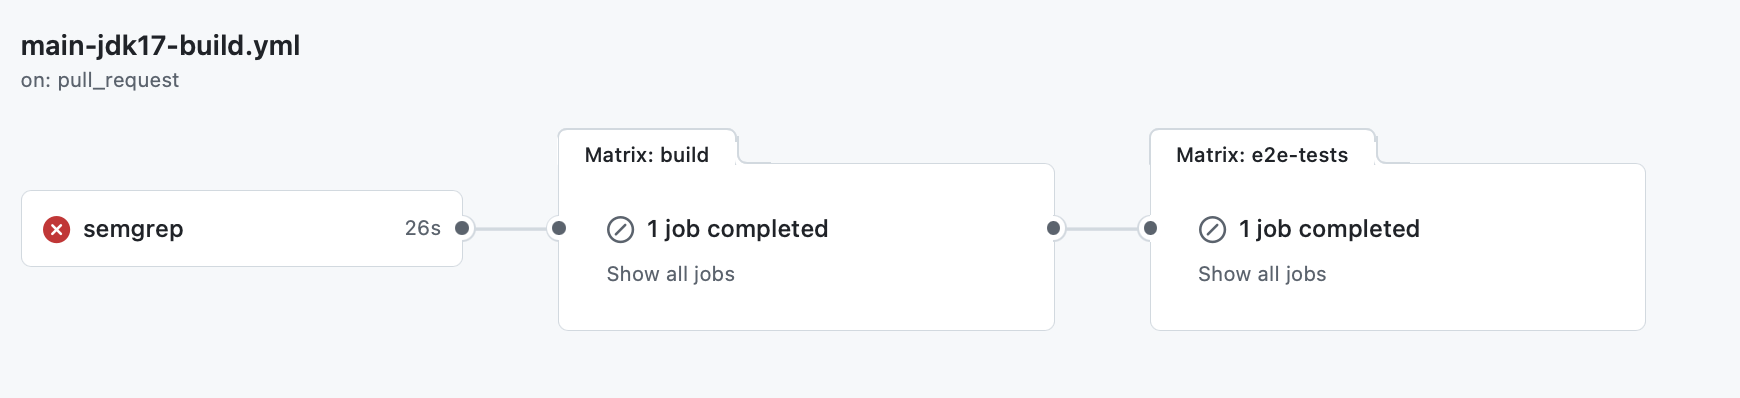 main-jdk17-build.yml
on: pull_request
semgrep
26s
Matrix: build
1 job completed
Show all jobs
Matrix: e2e-tests
1 job completed
Show all jobs